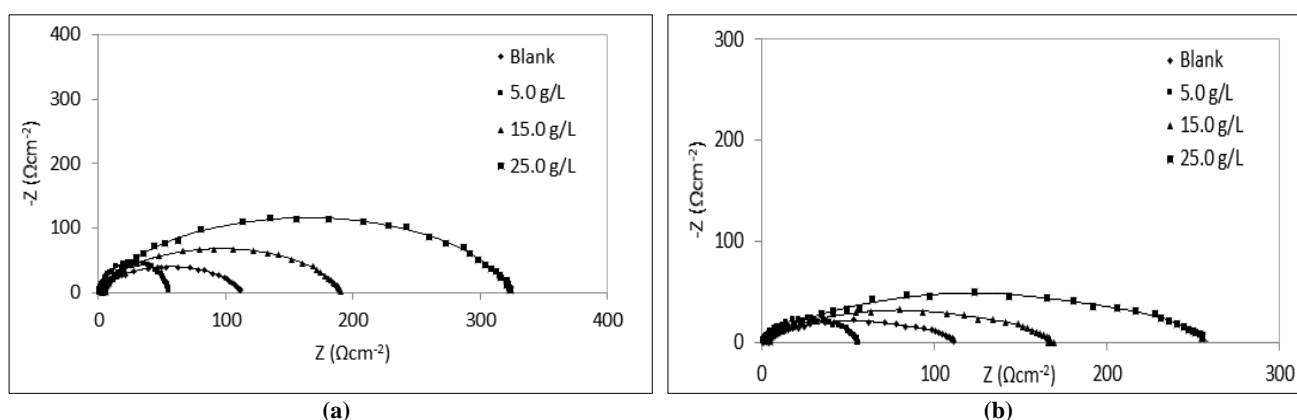 400
300
200
100
0
-Z (Ωcm⁻²)
0 100 200 300 400
Z (Ωcm⁻²)
Blank
5.0 g/L
15.0 g/L
25.0 g/L
(a)
300
200
100
0
-Z (Ωcm⁻²)
0 100 200 300
Z (Ωcm⁻²)
Blank
5.0 g/L
15.0 g/L
25.0 g/L
(b)